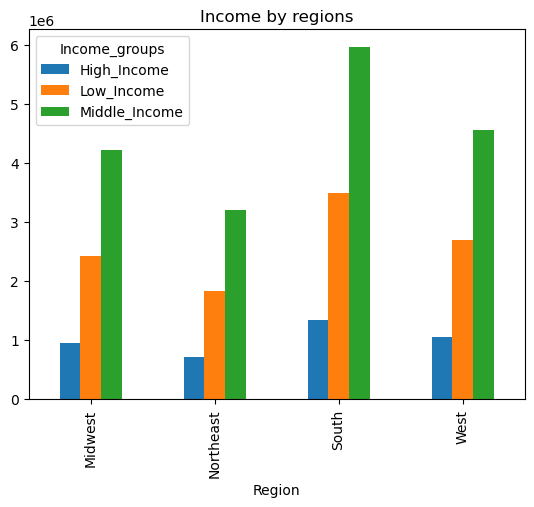 Income by regions
1e6
Income_groups
High_Income
Low_Income
Middle_Income
6
5
4
3
2
1
0
Midwest
Northeast
South
West
Region